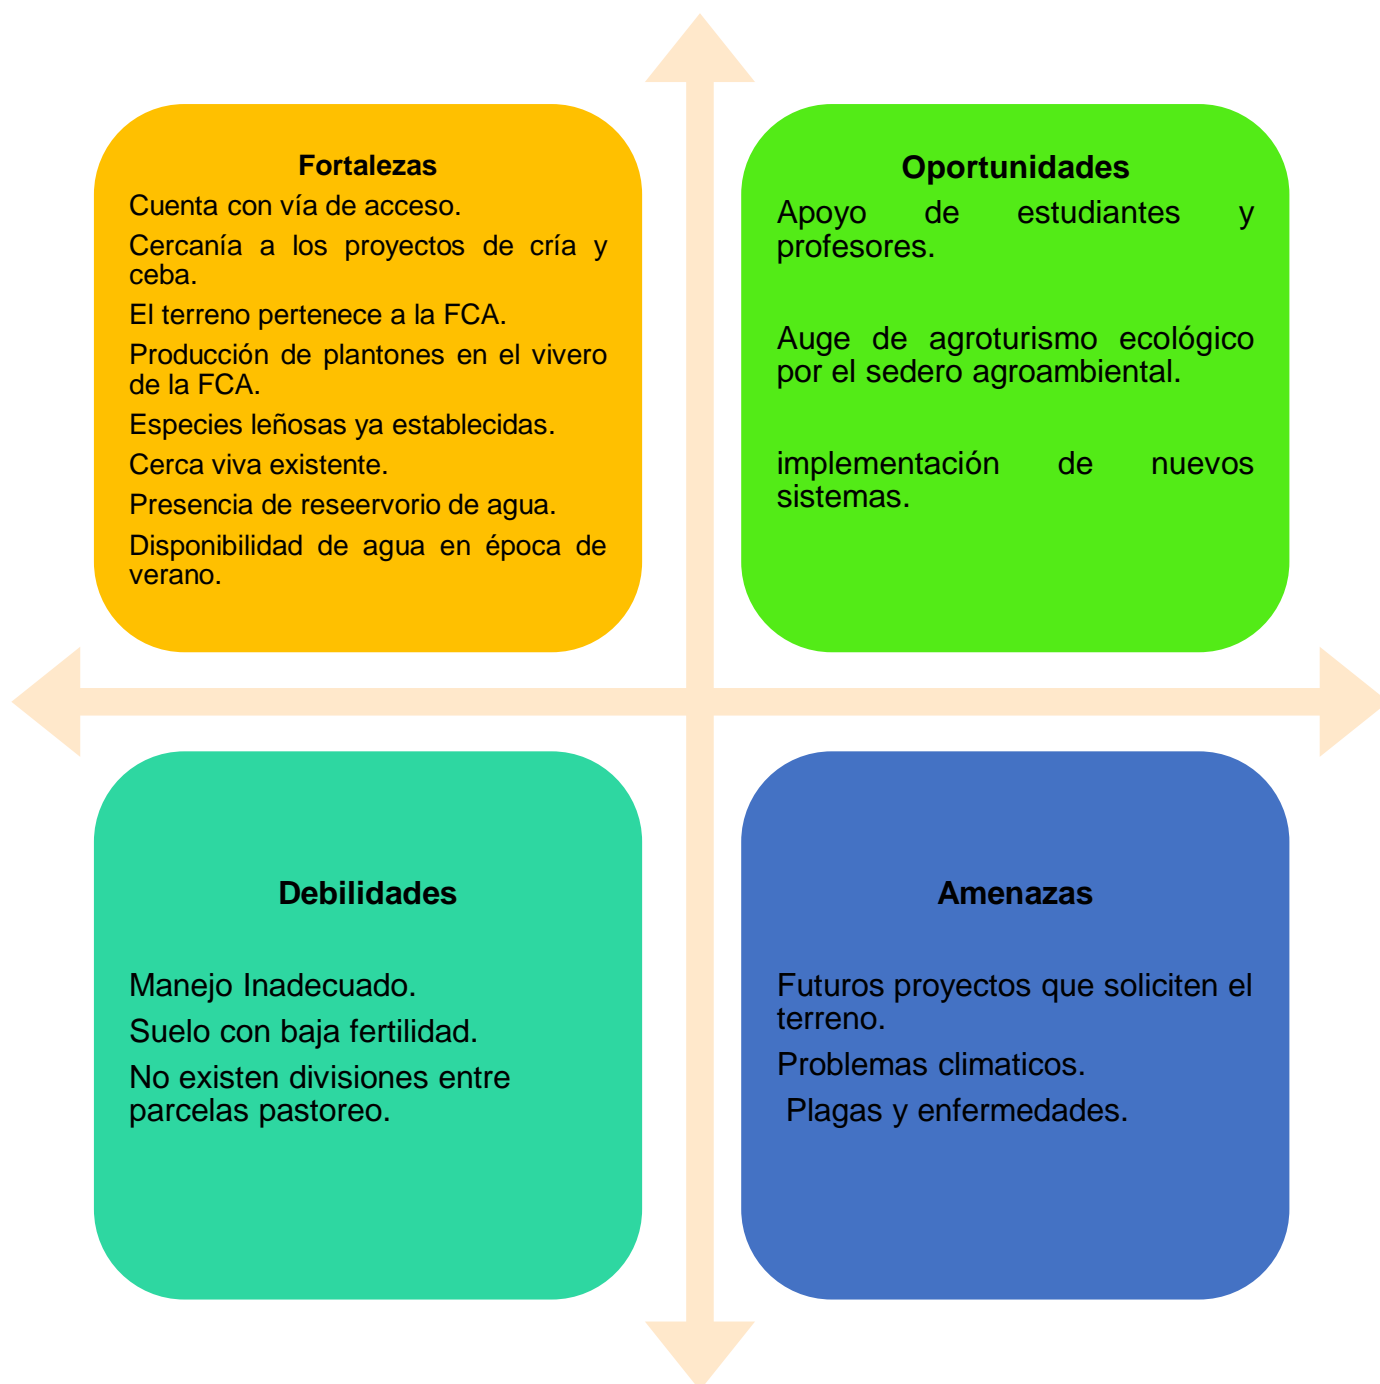 Fortalezas
Cuenta con vía de acceso.
Cercanía a los proyectos de cría y
ceba.
El terreno pertenece a la FCA.
Producción de plantones en el vivero
de la FCA.
Especies leñosas ya establecidas.
Cerca viva existente.
Presencia de reseervorio de agua.
Disponibilidad de agua en época de
verano.
Oportunidades
Apoyo de estudiantes y
profesores.
Auge de agroturismo ecológico
por el sedero agroambiental.
implementación de nuevos
sistemas.
Debilidades
Manejo Inadecuado.
Suelo con baja fertilidad.
No existen divisiones entre
parcelas pastoreo.
Amenazas
Futuros proyectos que soliciten el
terreno.
Problemas climaticos.
Plagas y enfermedades.